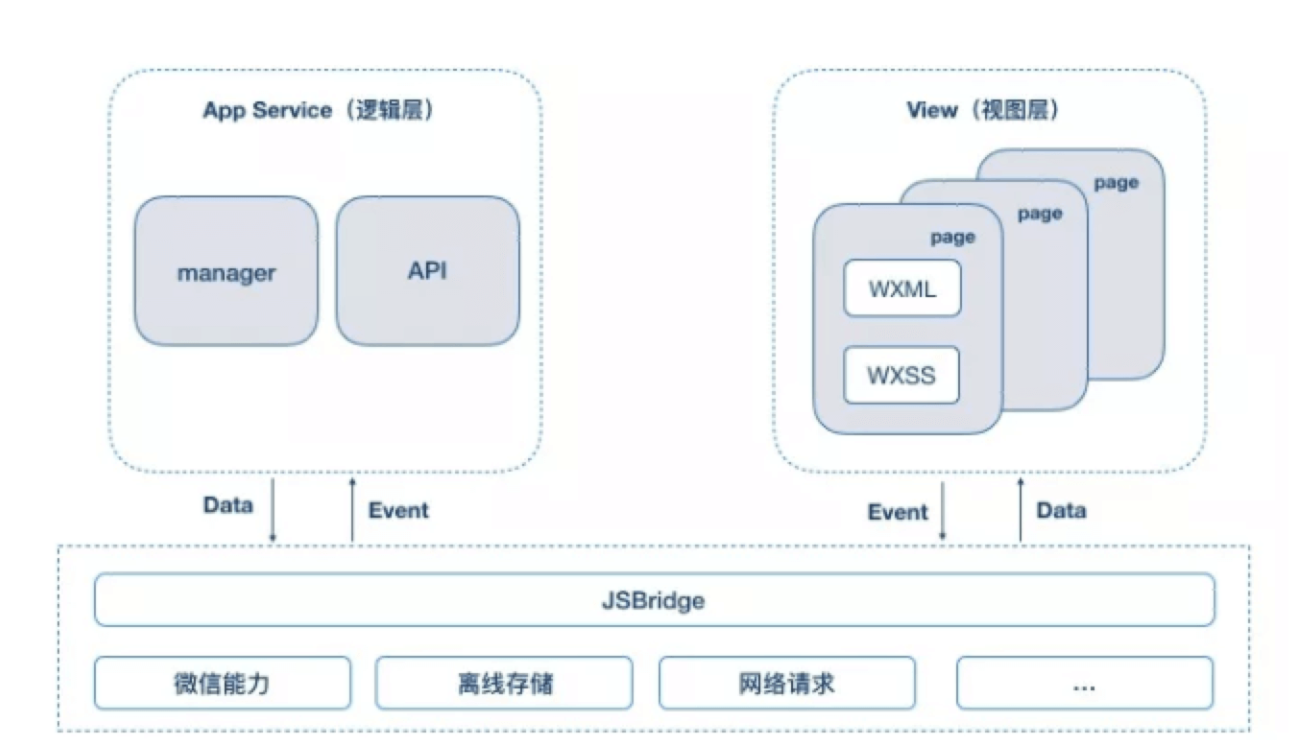 App Service（逻辑层）
manager
API
View（视图层）
page
page
page
WXML
WXSS
Data
Event
Event
Data
JSBridge
微信能力
离线存储
网络请求
...